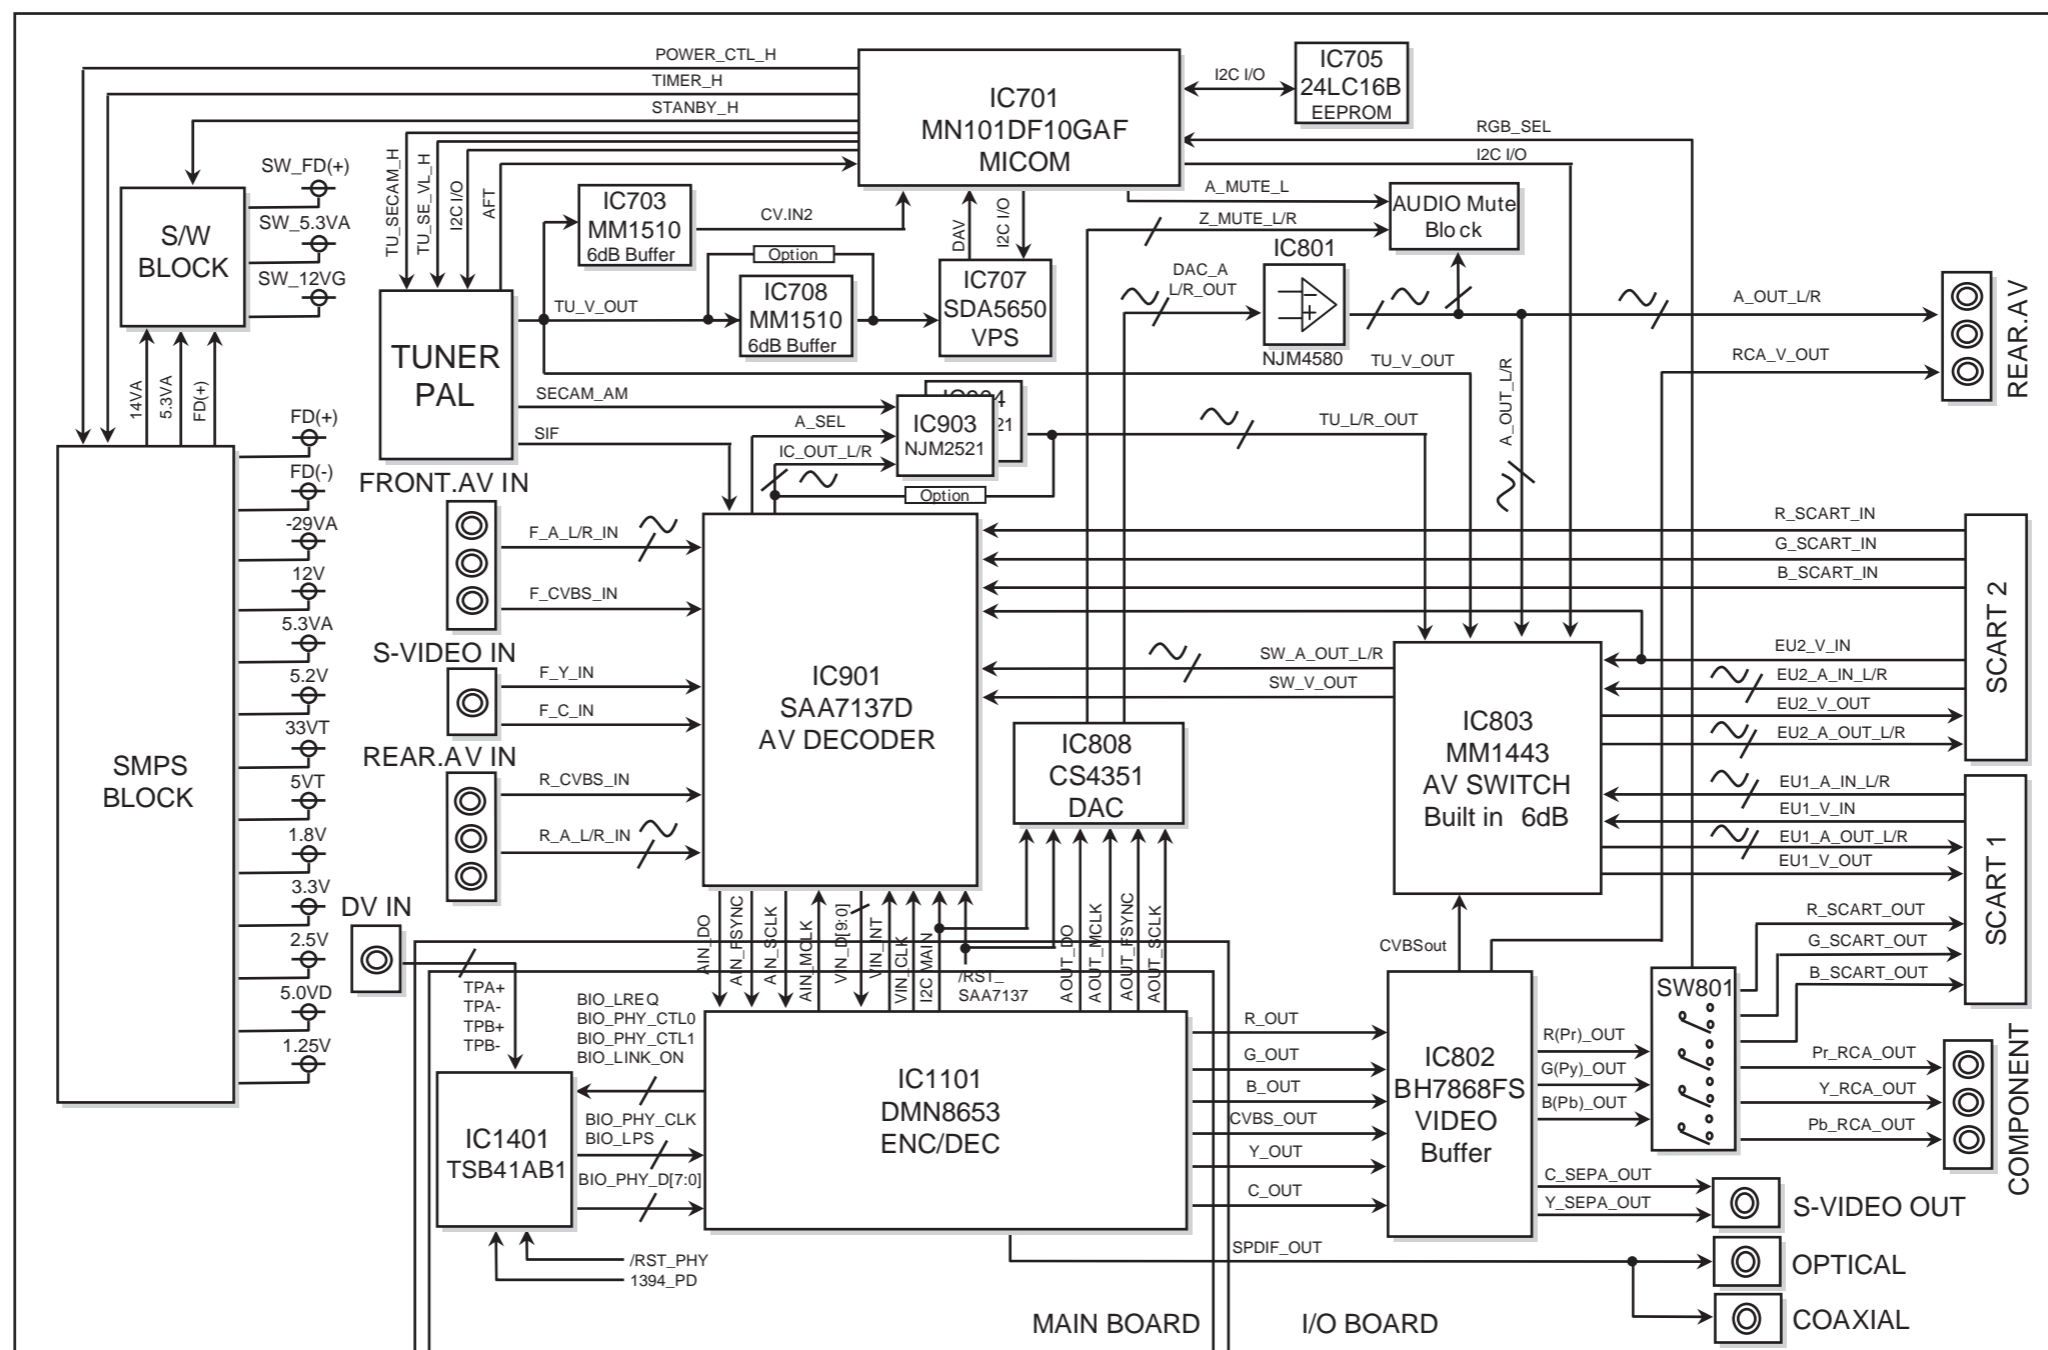 POWER_CTL_H
TIMER_H
STANBY_H
IC701
MN101DF10GAF
MICOM
I2C I/O
IC705
24LC16B
EEPROM
RGB_SEL
I2C I/O
TU_SECAM_H
TU_SE_VL_H
I2C I/O
AFT
SW_FD(+)
SW_5.3VA
SW_12VG
S/W
BLOCK
14VA
5.3VA
FD(+)
IC703
MM1510
6dB Buffer
CV.IN2
DAV
I2C I/O
A_MUTE_L
Z_MUTE_L/R
AUDIO Mute
Block
Option
IC708
MM1510
6dB Buffer
IC707
SDA5650
VPS
DAC_A
L/R_OUT
IC801
NJM4580
A_OUT_L/R
RCA_V_OUT
REAR.AV
TUNER
PAL
TU_V_OUT
TU_V_OUT
A_OUT_L/R
SECAM_AM
SIF
A_SEL
IC_OUT_L/R
IC903
NJM2521
21
TU_L/R_OUT
Option
SMPS
BLOCK
FD(+)
FD(-)
-29VA
12V
5.3VA
5.2V
33VT
5VT
1.8V
3.3V
2.5V
5.0VD
1.25V
FRONT.AV IN
F_A_L/R_IN
F_CVBS_IN
S-VIDEO IN
F_Y_IN
F_C_IN
REAR.AV IN
R_CVBS_IN
R_A_L/R_IN
DV IN
IC901
SAA7137D
AV DECODER
R_SCART_IN
G_SCART_IN
B_SCART_IN
SW_A_OUT_L/R
SW_V_OUT
IC803
MM1443
AV SWITCH
Built in 6dB
EU2_V_IN
EU2_A_IN_L/R
EU2_V_OUT
EU2_A_OUT_L/R
SCART 2
EU1_A_IN_L/R
EU1_V_IN
EU1_A_OUT_L/R
EU1_V_OUT
R_SCART_OUT
G_SCART_OUT
B_SCART_OUT
SCART 1
IC808
CS4351
DAC
AIN_DO
AIN_FSYNC
AIN_SCLK
AIN_MCLK
VIN_D[9:0]
VIN_INT
VIN_CLK
I2C MAIN
/RST_
SAA7137
AOUT_DO
AOUT_MCLK
AOUT_FSYNC
AOUT_SCLK
CVBSout
TPA+
TPA-
TPB+
TPB-
BIO_LREQ
BIO_PHY_CTL0
BIO_PHY_CTL1
BIO_LINK_ON
BIO_PHY_CLK
BIO_LPS
BIO_PHY_D[7:0]
IC1401
TSB41AB1
/RST_PHY
1394_PD
IC1101
DMN8653
ENC/DEC
R_OUT
G_OUT
B_OUT
CVBS_OUT
Y_OUT
C_OUT
SPDIF_OUT
IC802
BH7868FS
VIDEO
Buffer
R(Pr)_OUT
G(Py)_OUT
B(Pb)_OUT
SW801
Pr_RCA_OUT
Y_RCA_OUT
Pb_RCA_OUT
COMPONENT
C_SEPA_OUT
Y_SEPA_OUT
S-VIDEO OUT
OPTICAL
COAXIAL
MAIN BOARD
I/O BOARD